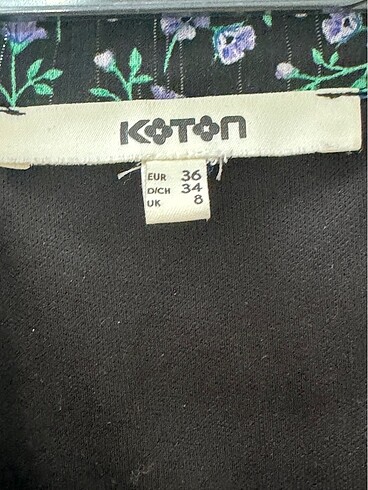 KOTON
EUR 36
D/CH 34
UK 8